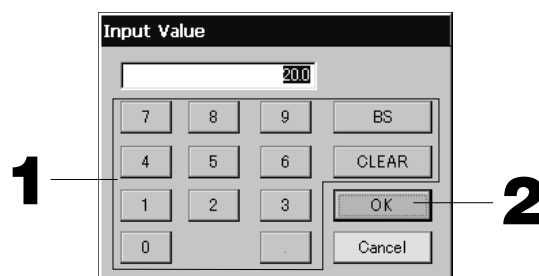 Input Value
20.0
7 8 9 BS
4 5 6 CLEAR
1
1 2 3 OK
2
0 . Cancel